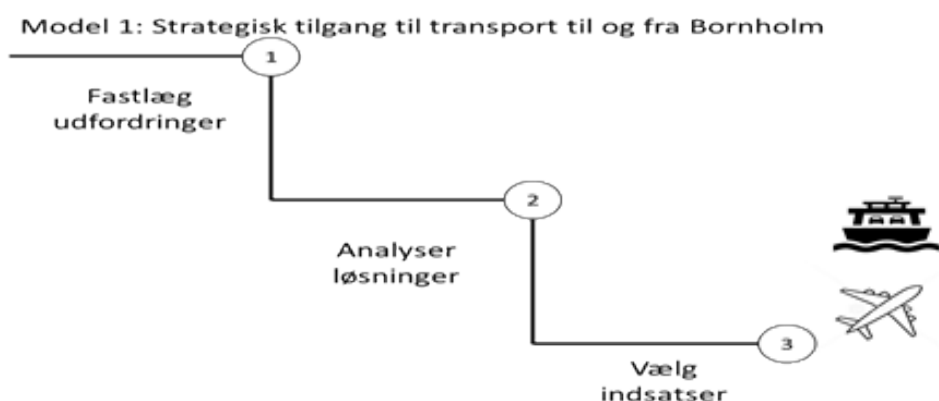 Model 1: Strategisk tilgang til transport til og fra Bornholm
1
Fastlæg
udfordringer
2
Analyser
løsninger
3
Vælg
indsatser